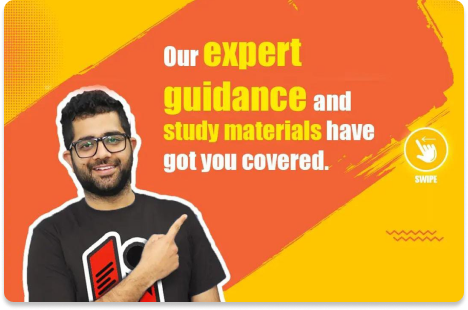 Our expert
guidance and
study materials have
got you covered.
SWIPE